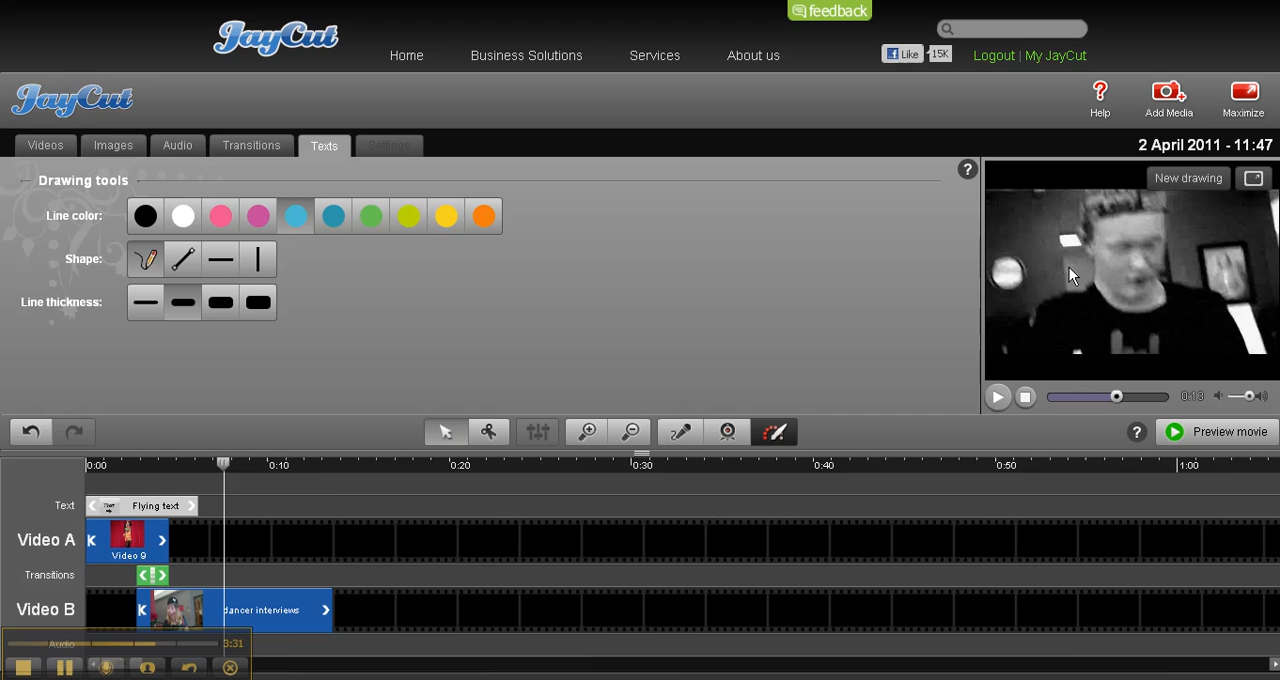 feedback
JayCut
Home Business Solutions Services About us
Like 15K
Logout | My JayCut
JayCut
Help Add Media Maximize
Videos Images Audio Transitions Texts Settings
2 April 2011 - 11:47
Drawing tools
?
New drawing
Line color:
Shape:
Line thickness:
0:13
? Preview movie
0:00 0:10 0:20 0:30 0:40 0:50 1:00
Text Flying text
Video A
Video 9
Transitions
Video B dancer interviews
Audio 3:31